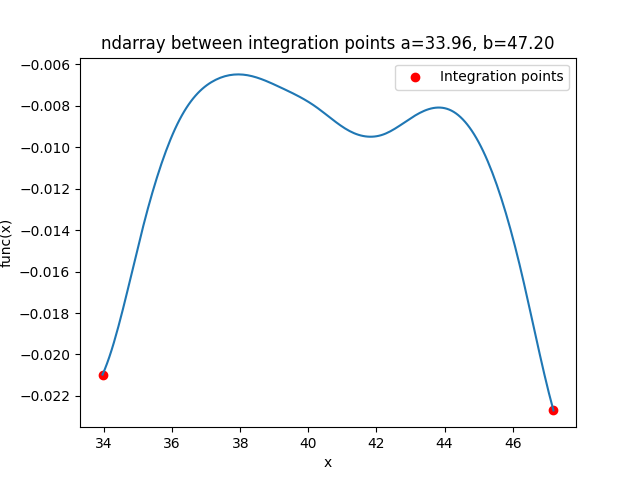 ndarray between integration points a=33.96, b=47.20
Integration points
−0.006
−0.008
−0.010
−0.012
−0.014
−0.016
−0.018
−0.020
−0.022
func(x)
34 36 38 40 42 44 46
x